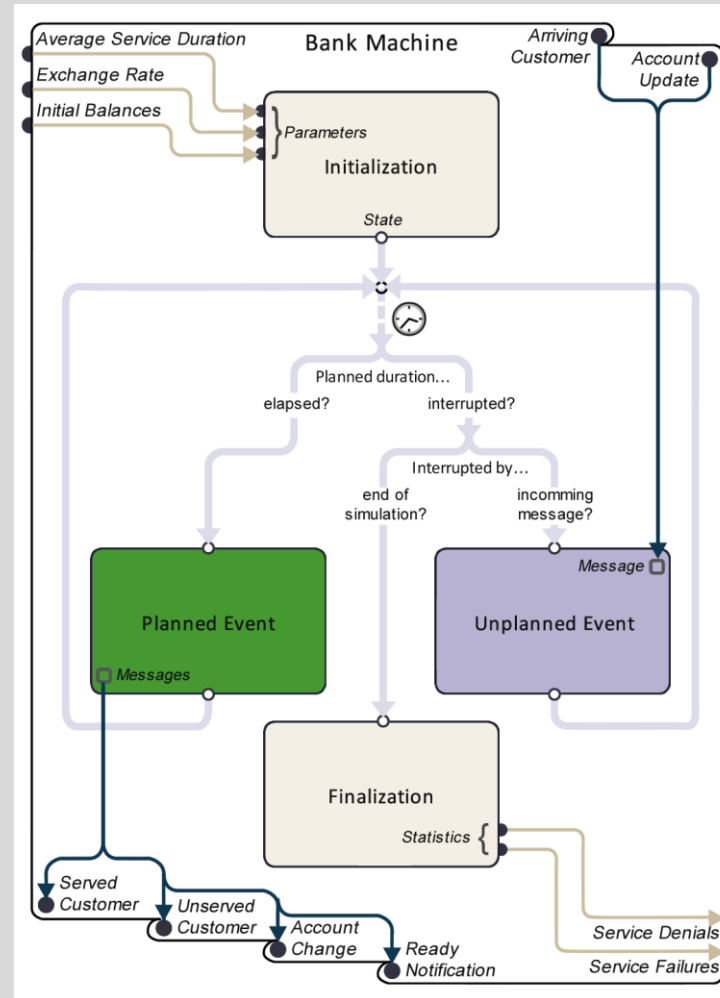 Average Service Duration
Bank Machine
Arriving
Customer
Account
Update
Exchange Rate
Initial Balances
Parameters
Initialization
State
Planned duration...
elapsed?
interrupted?
Interrupted by...
end of
simulation?
incomming
message?
Message
Planned Event
Unplanned Event
Messages
Finalization
Statistics
Served
Customer
Unserved
Customer
Account
Change
Ready
Notification
Service Denials
Service Failures